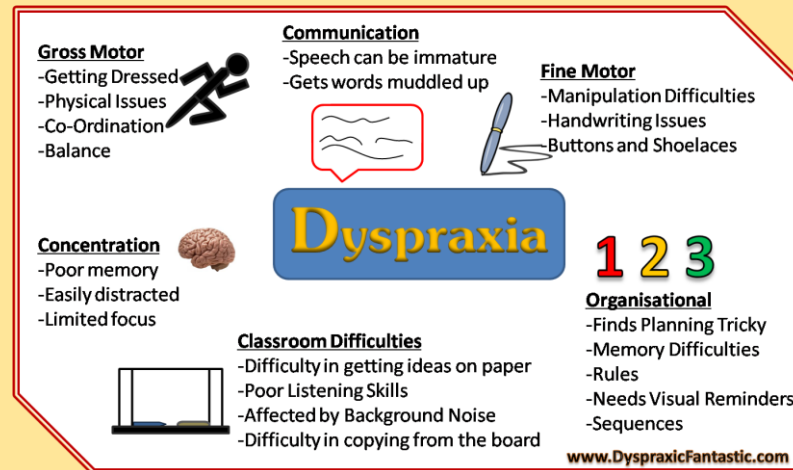 Gross Motor
-Getting Dressed
-Physical Issues
-Co-Ordination
-Balance
Communication
-Speech can be immature
-Gets words muddled up
Fine Motor
-Manipulation Difficulties
-Handwriting Issues
-Buttons and Shoelaces
Dyspraxia
Concentration
-Poor memory
-Easily distracted
-Limited focus
1 2 3
Organisational
-Finds Planning Tricky
-Memory Difficulties
-Rules
-Needs Visual Reminders
-Sequences
Classroom Difficulties
-Difficulty in getting ideas on paper
-Poor Listening Skills
-Affected by Background Noise
-Difficulty in copying from the board
www.DyspraxicFantastic.com